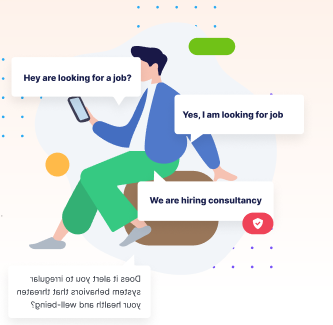 Hey are looking for a job?
Yes, I am looking for job
We are hiring consultancy
Does it alert you to irregular
system behaviors that threaten
your health and well-being?